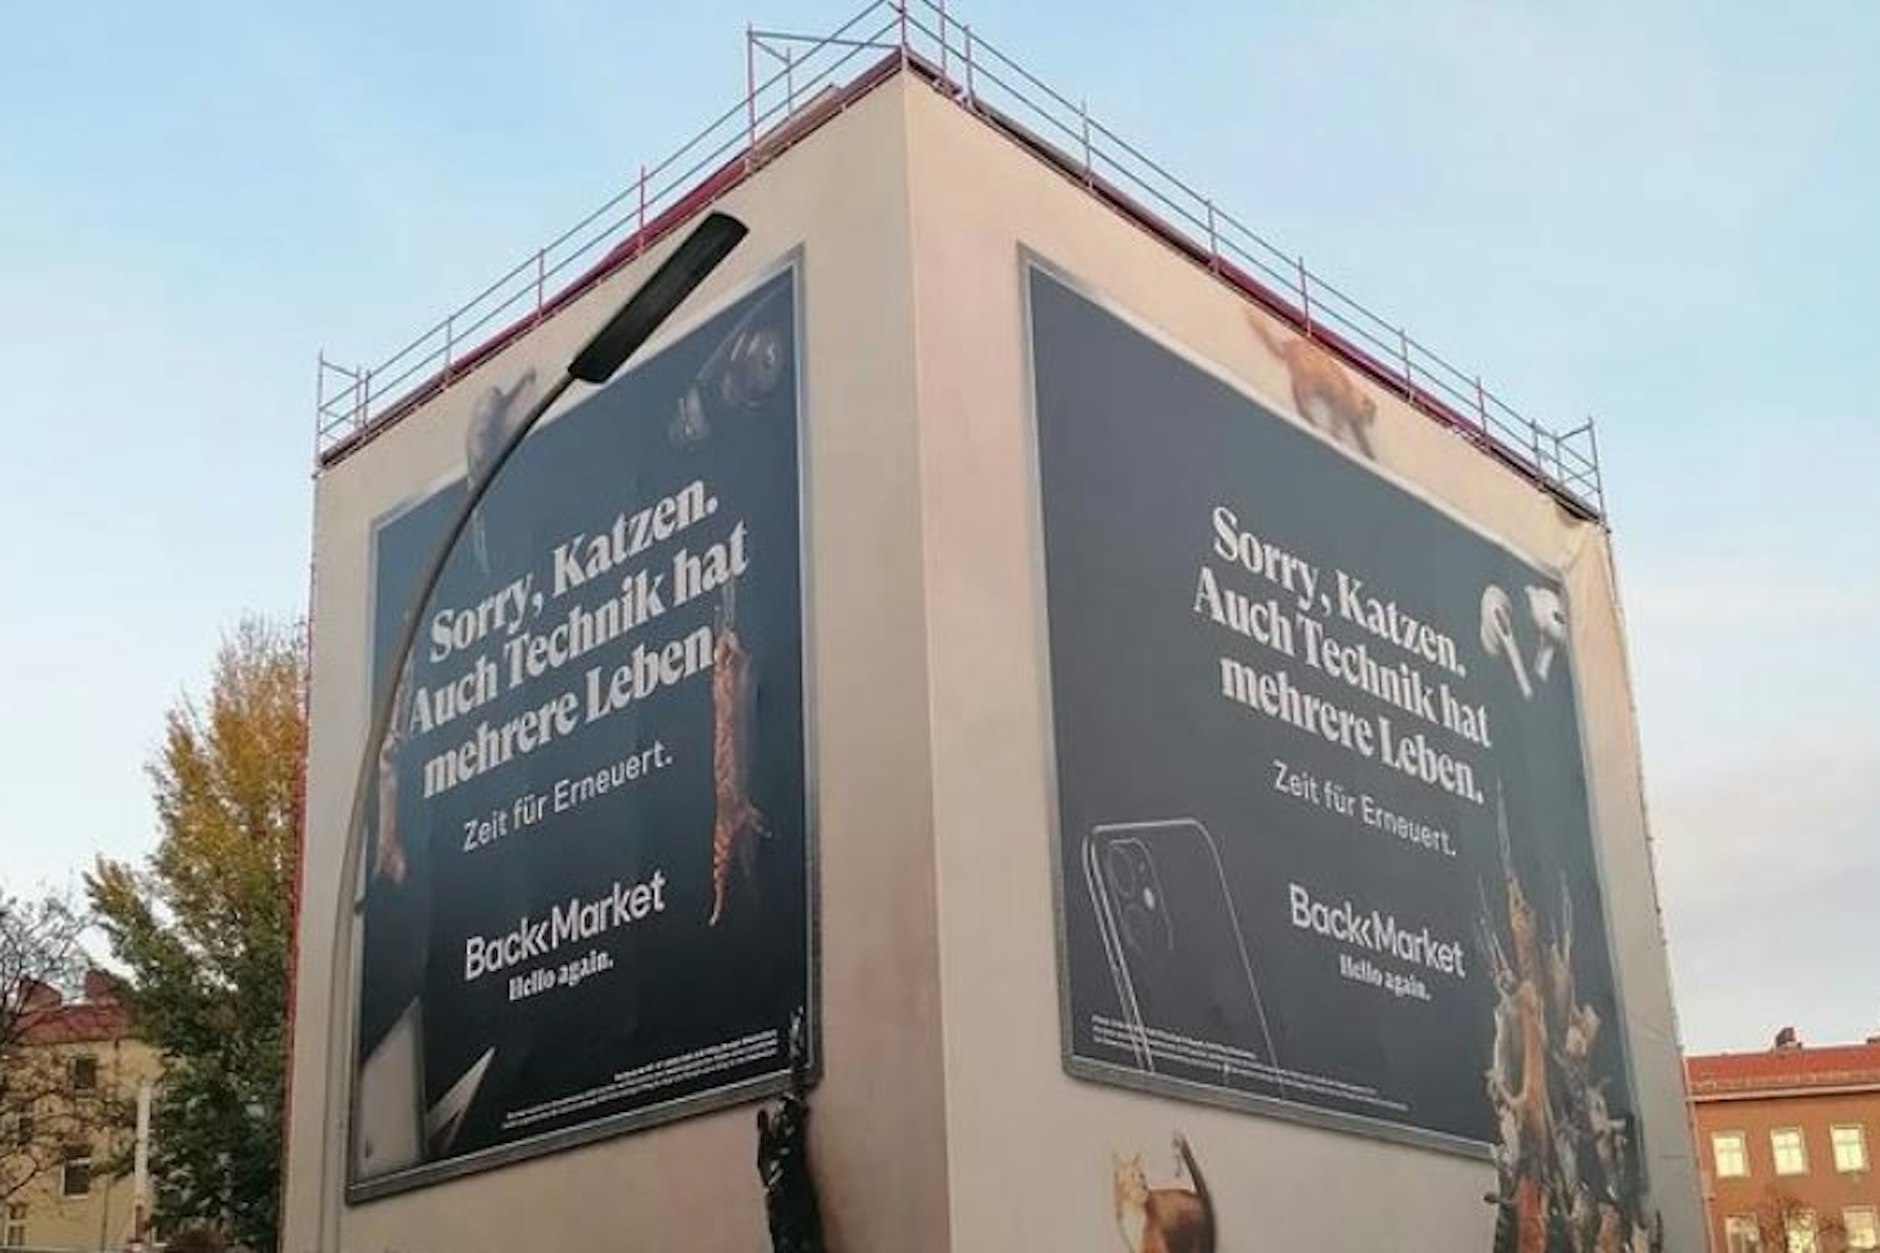 Sorry, Katzen.
Auch Technik hat
mehrere Leben.
Zeit für Erneuert.
Back Market
Hello again.
Sorry, Katzen.
Auch Technik hat
mehrere Leben.
Zeit für Erneuert.
Back Market
Hello again.